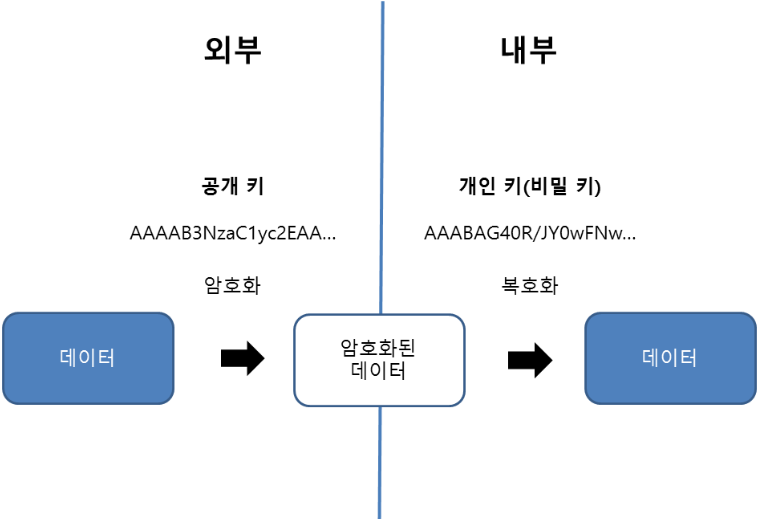 외부
내부
공개 키
개인 키(비밀 키)
AAAAB3NzaC1yc2EAA...
AAABAG40R/JY0wFNw...
암호화
복호화
데이터
암호화된
데이터
데이터